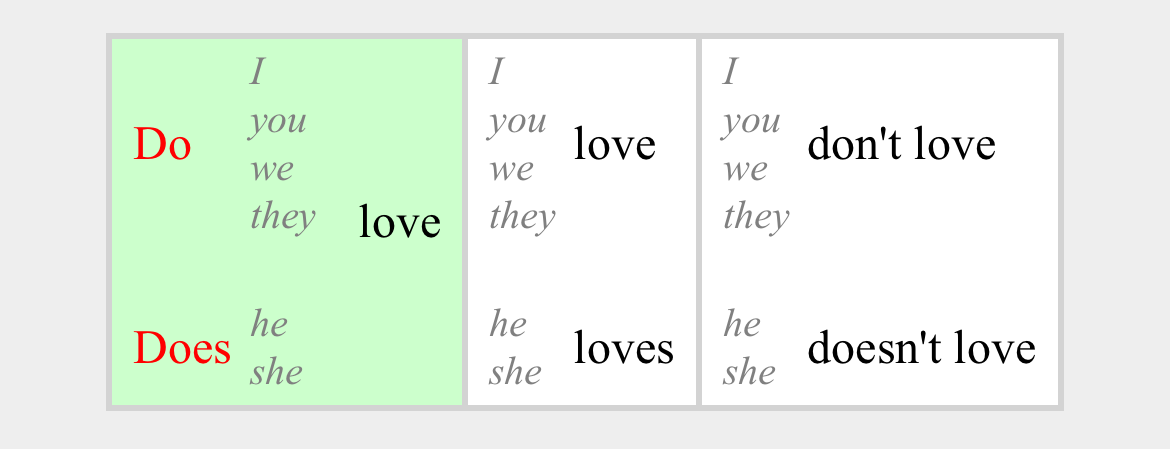 Do
I
you
we
they
love
Does
he
she
I
you
we
they
love
he
she
loves
I
you
we
they
don't love
he
she
doesn't love